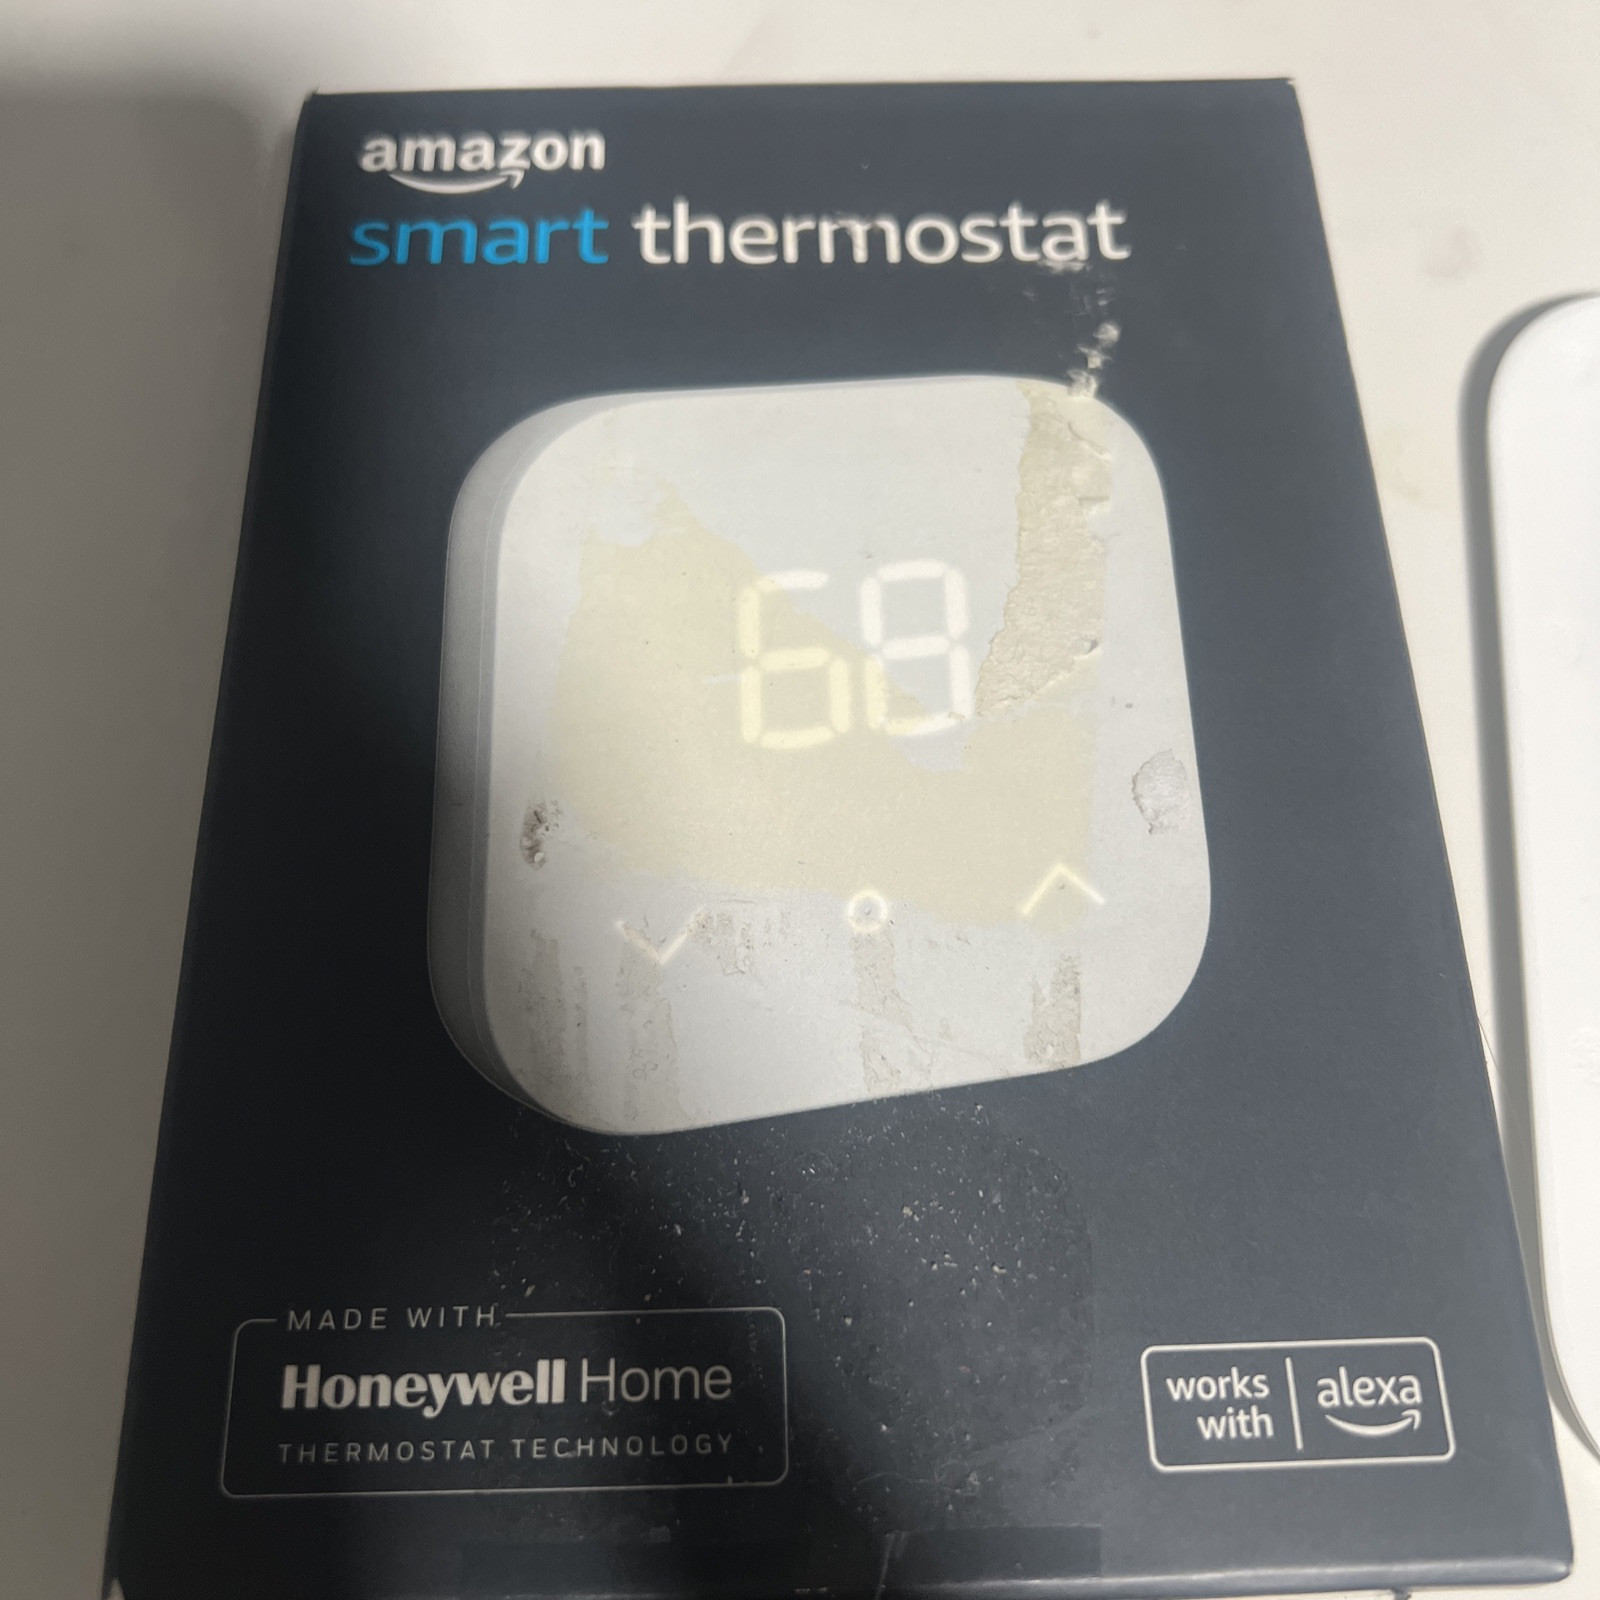 amazon
smart thermostat
68
MADE WITH
Honeywell Home
THERMOSTAT TECHNOLOGY
works with
alexa